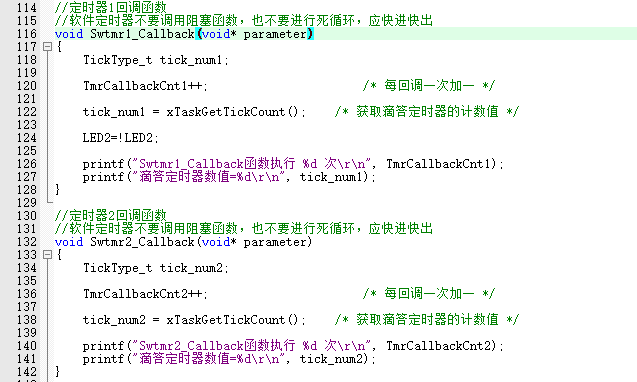 114 //定时器1回调函数
115 //软件定时器不要调用阻塞函数，也不要进行死循环，应快进快出
116 void Swtmr1_Callback(void* parameter)
117 {
118 TickType_t tick_num1;
119
120 TmrCallbackCnt1++; /* 每回调一次加一 */
121
122 tick_num1 = xTaskGetTickCount(); /* 获取滴答定时器的计数值 */
123
124 LED2=!LED2;
125
126 printf("Swtmr1_Callback函数执行 %d 次\r\n", TmrCallbackCnt1);
127 printf("滴答定时器数值=%d\r\n", tick_num1);
128 }
129
130 //定时器2回调函数
131 //软件定时器不要调用阻塞函数，也不要进行死循环，应快进快出
132 void Swtmr2_Callback(void* parameter)
133 {
134 TickType_t tick_num2;
135
136 TmrCallbackCnt2++; /* 每回调一次加一 */
137
138 tick_num2 = xTaskGetTickCount(); /* 获取滴答定时器的计数值 */
139
140 printf("Swtmr2_Callback函数执行 %d 次\r\n", TmrCallbackCnt2);
141 printf("滴答定时器数值=%d\r\n", tick_num2);
142 }